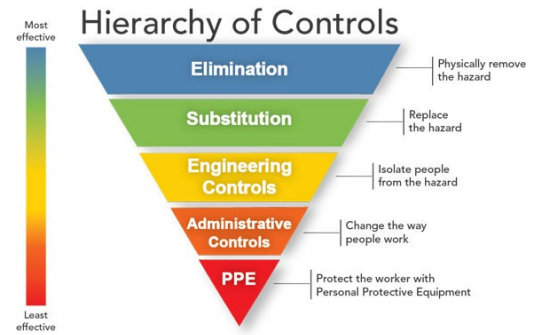 Hierarchy of Controls
Most
effective
Elimination
Physically remove
the hazard
Substitution
Replace
the hazard
Engineering
Controls
Isolate people
from the hazard
Administrative
Controls
Change the way
people work
PPE
Protect the worker with
Personal Protective Equipment
Least
effective